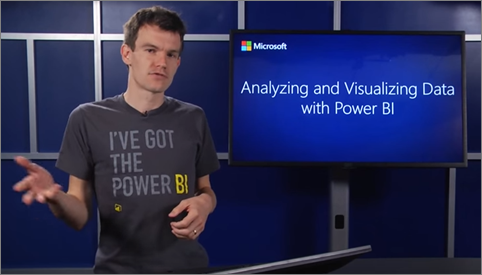 Microsoft
Analyzing and Visualizing Data
with Power BI
I'VE GOT
THE
POWER BI